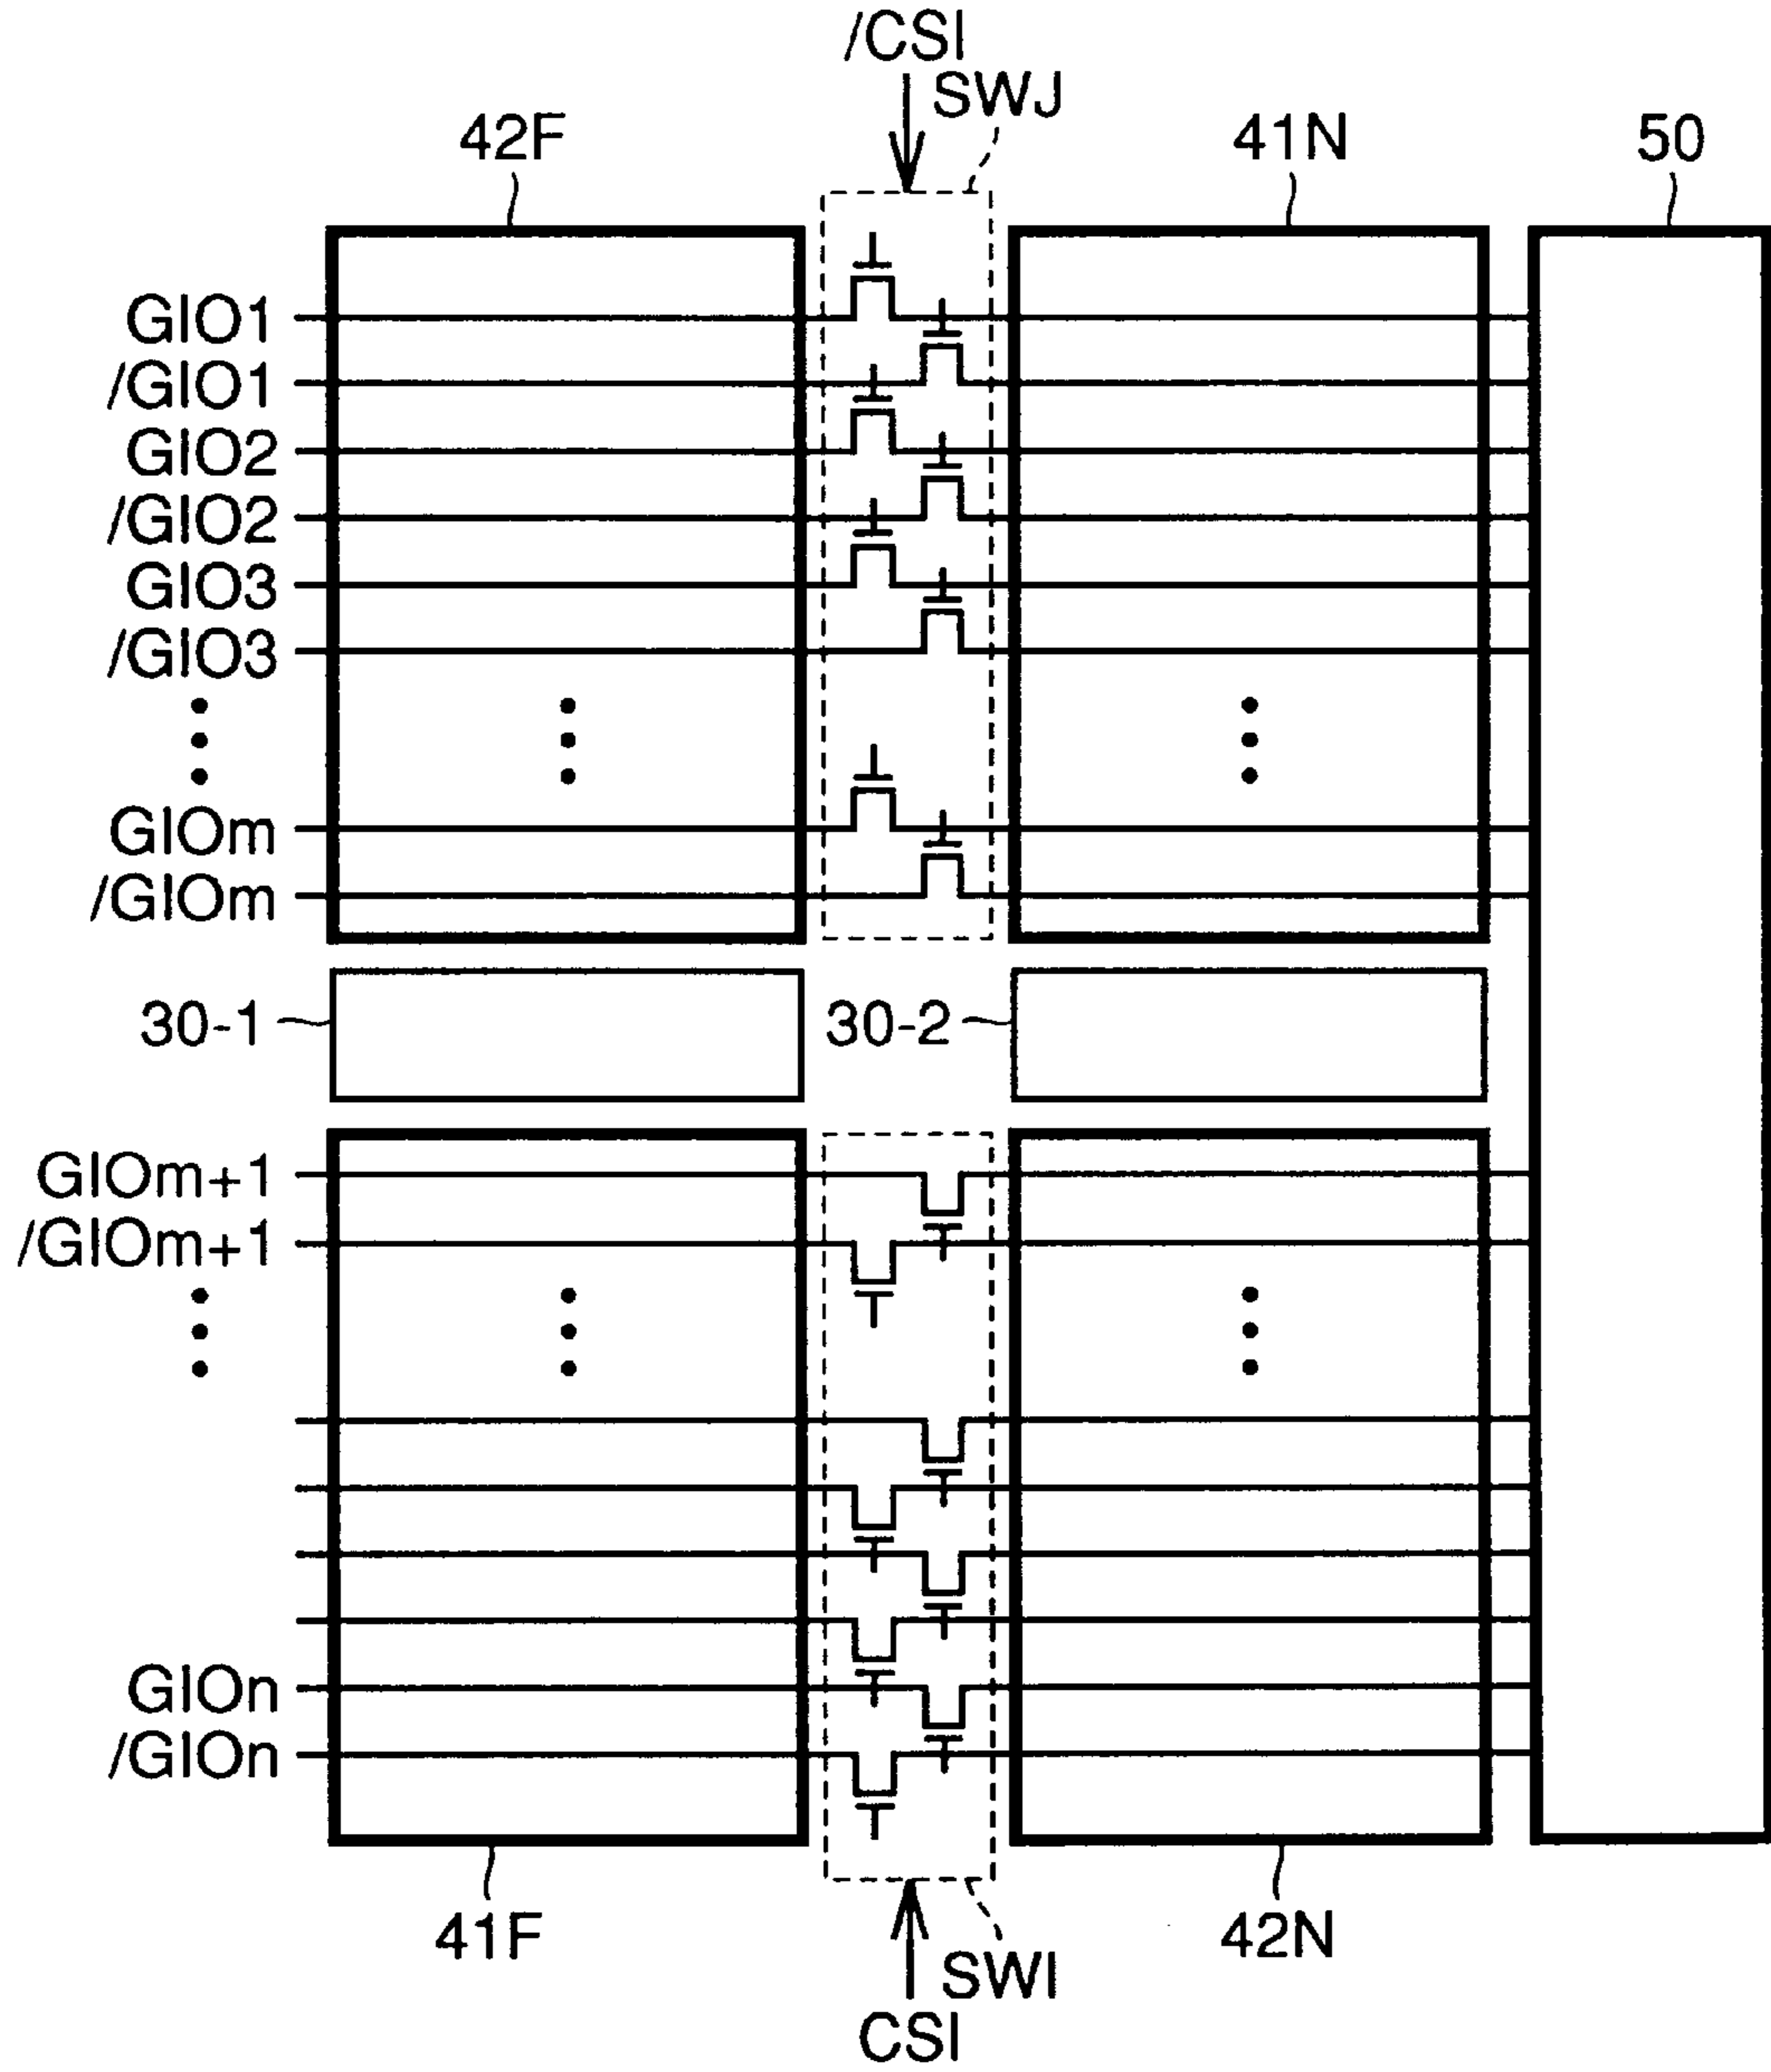 /CSI
SWJ
42F
41N
50
GIO1
/GIO1
GIO2
/GIO2
GIO3
/GIO3
GIOm
/GIOm
30-1
30-2
GIOm+1
/GIOm+1
GIOn
/GIOn
41F
42N
SWI
CSI